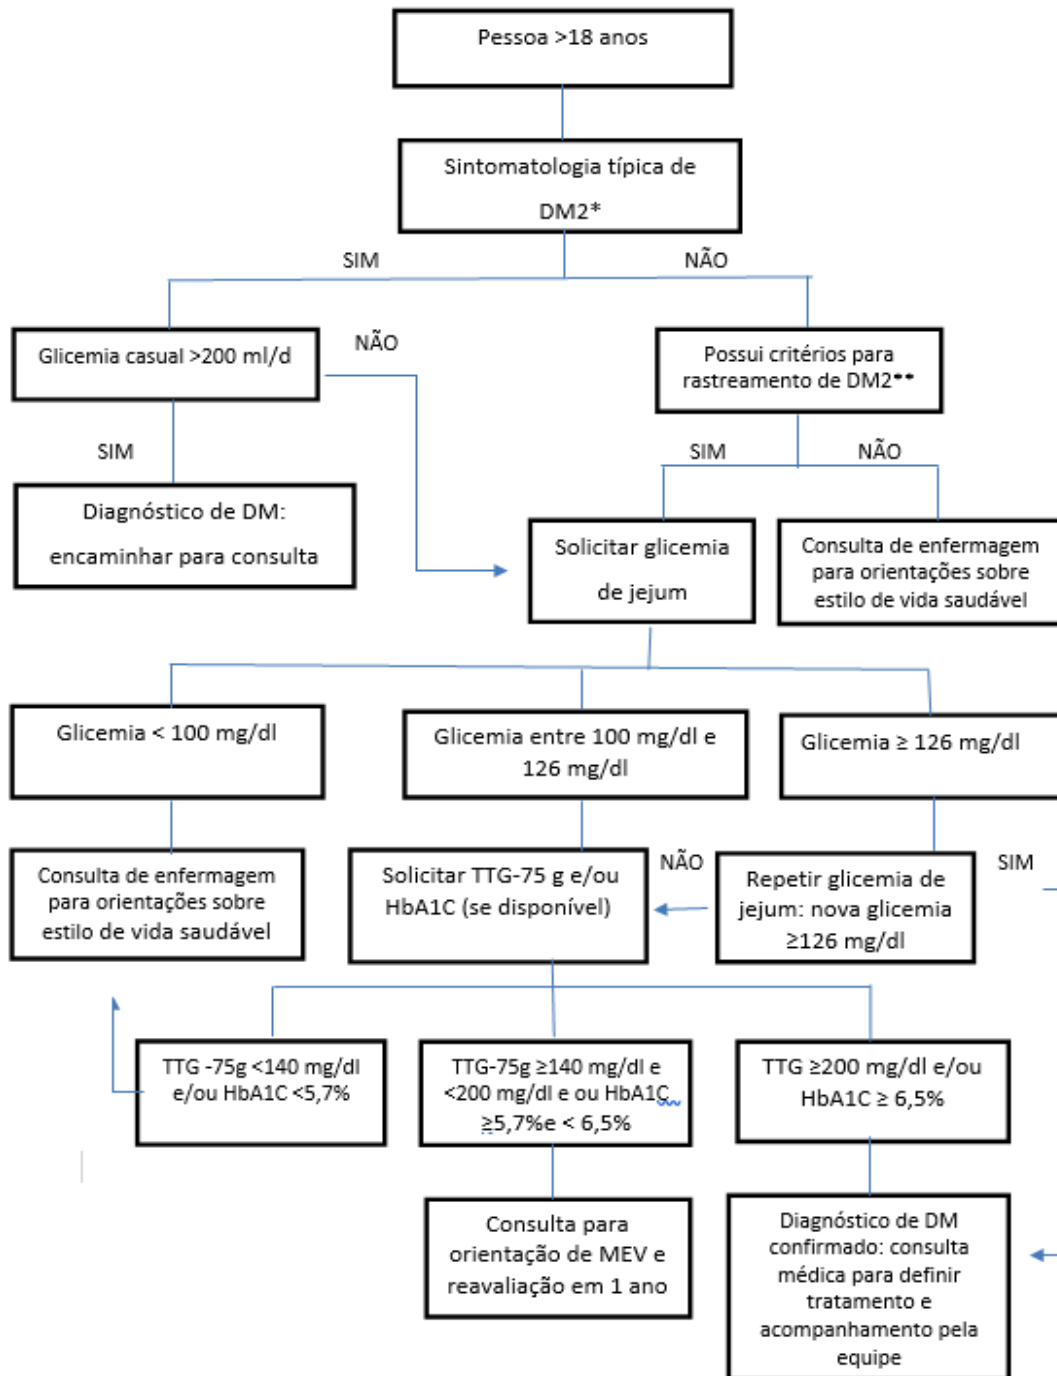 Pessoa >18 anos
Sintomatologia típica de
DM2*
SIM
NÃO
Glicemia casual >200 ml/d
NÃO
Possui critérios para
rastreamento de DM2**
SIM
SIM
NÃO
Diagnóstico de DM:
encaminhar para consulta
Solicitar glicemia
de jejum
Consulta de enfermagem
para orientações sobre
estilo de vida saudável
Glicemia < 100 mg/dl
Glicemia entre 100 mg/dl e
126 mg/dl
Glicemia ≥ 126 mg/dl
Consulta de enfermagem
para orientações sobre
estilo de vida saudável
Solicitar TTG-75 g e/ou
HbA1C (se disponível)
NÃO
Repetir glicemia de
jejum: nova glicemia
≥126 mg/dl
SIM
TTG -75g <140 mg/dl
e/ou HbA1C <5,7%
TTG-75g ≥140 mg/dl e
<200 mg/dl e ou HbA1C
≥5,7%e < 6,5%
TTG ≥200 mg/dl e/ou
HbA1C ≥ 6,5%
Consulta para
orientação de MEV e
reavaliação em 1 ano
Diagnóstico de DM
confirmado: consulta
médica para definir
tratamento e
acompanhamento pela
equipe